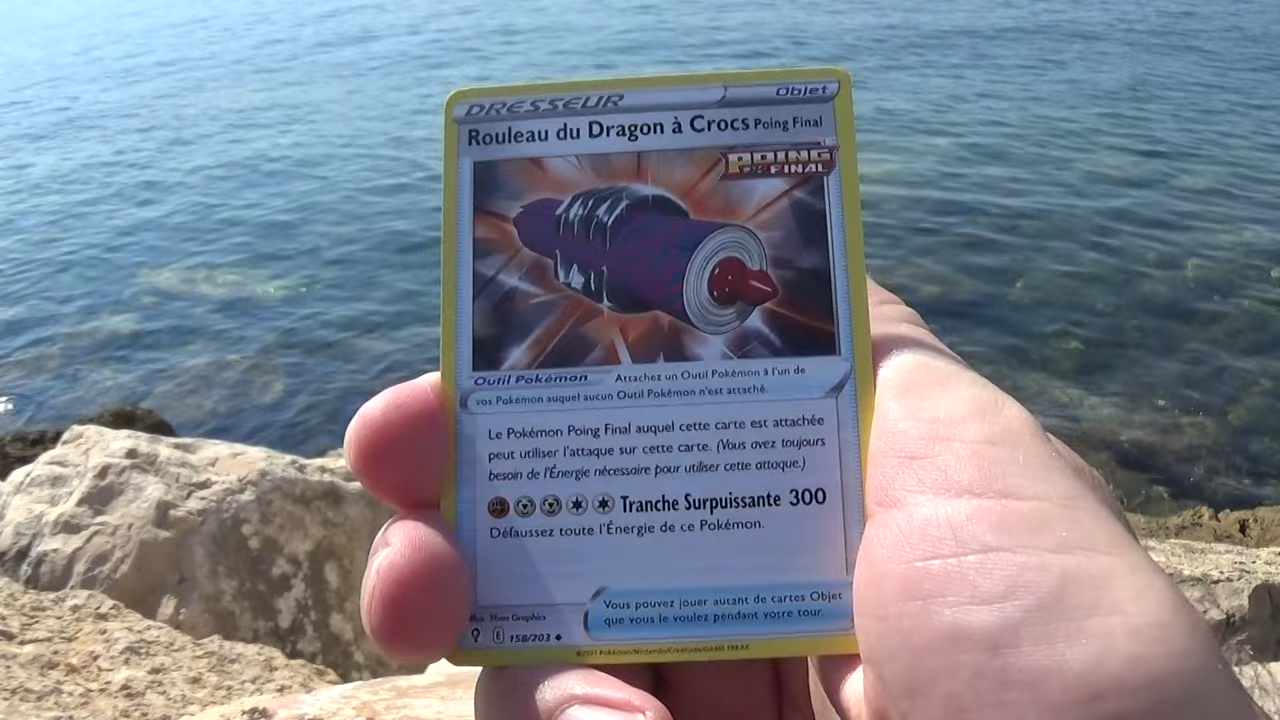 DRESSEUR Objet
Rouleau du Dragon à Crocs Poing Final
POING
FINAL
Outil Pokémon Attachez un Outil Pokémon à l'un de
vos Pokémon auquel aucun Outil Pokémon n'est attaché.
Le Pokémon Poing Final auquel cette carte est attachée
peut utiliser l'attaque sur cette carte. (Vous avez toujours
besoin de l'Énergie nécessaire pour utiliser cette attaque.)
Tranche Surpuissante 300
Défaussez toute l'Énergie de ce Pokémon.
Vous pouvez jouer autant de cartes Objet
que vous le voulez pendant votre tour.
Illus. 5ban Graphics
E 158/203
©2021 Pokémon/Nintendo/Creatures/GAME FREAK